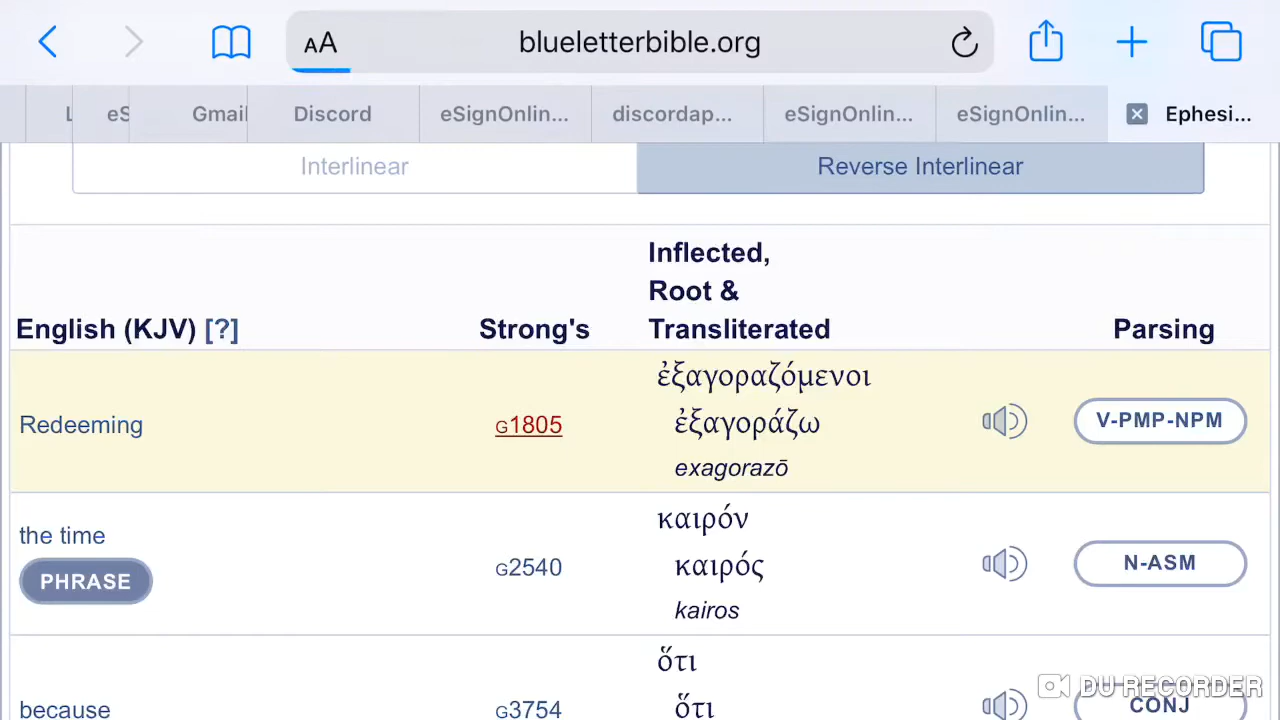 AA blueletterbible.org
L eS Gmail Discord eSignOnlin... discordap... eSignOnlin... eSignOnlin... Ephesi...
Interlinear Reverse Interlinear
English (KJV) [?] Strong's Inflected, Root & Transliterated Parsing
Redeeming G1805 ἐξαγοραζόμενοι V-PMP-NPM
ἐξαγοράζω
exagorazō
the time G2540 καιρόν N-ASM
PHRASE καιρός
kairos
because G3754 ὅτι CONJ
ὅτι
DU RECORDER